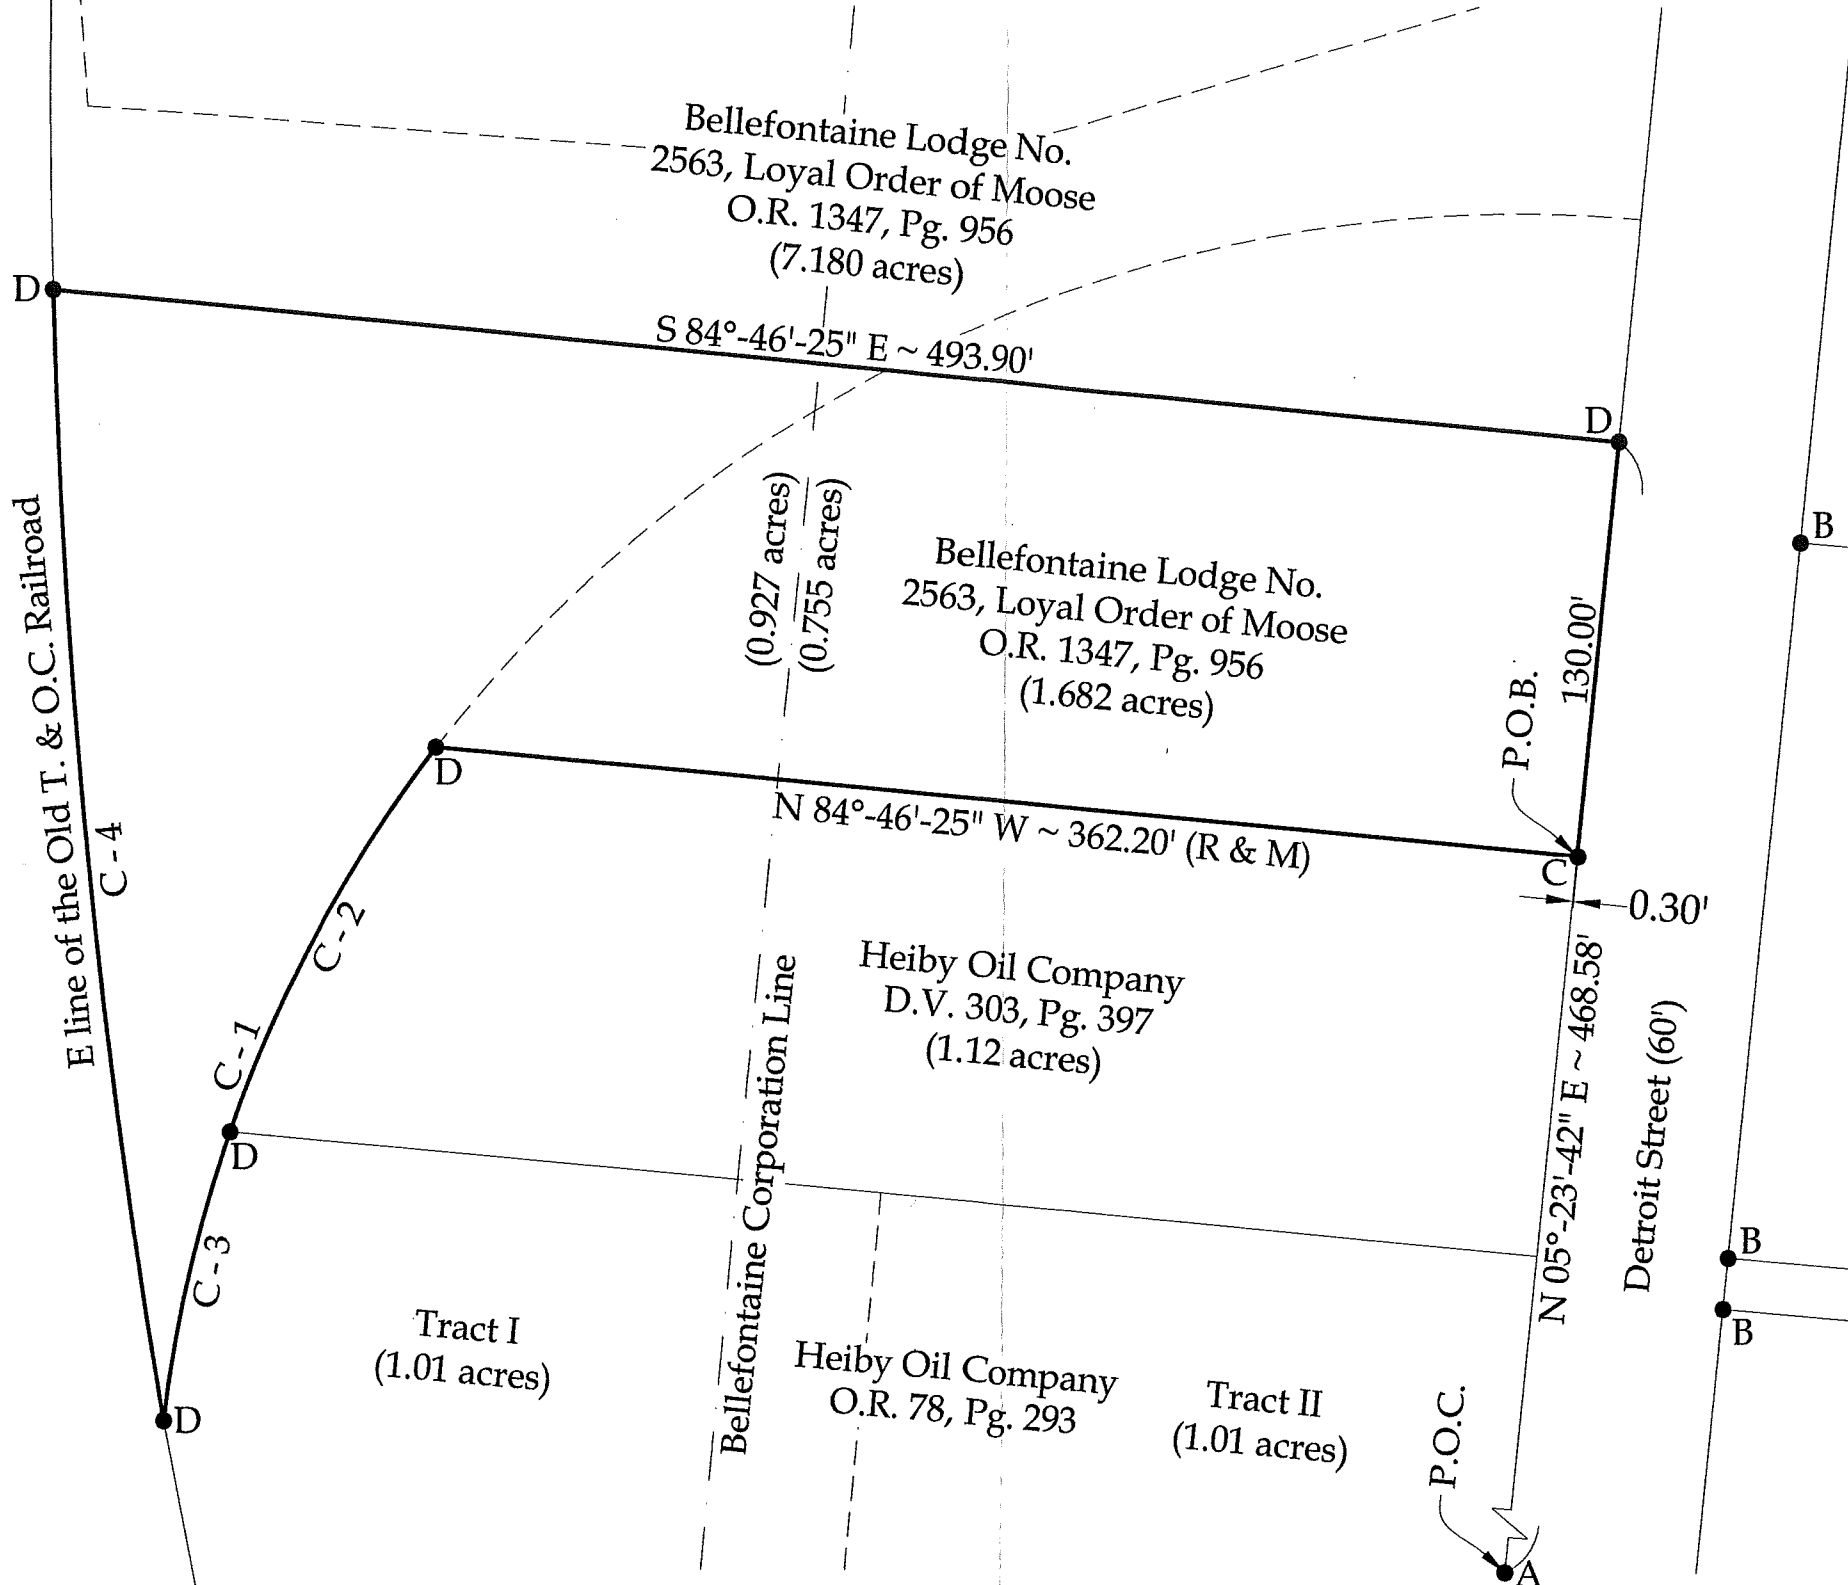 Bellefontaine Lodge No.
2563, Loyal Order of Moose
O.R. 1347, Pg. 956
(7.180 acres)
D
S 84°-46'-25" E ~ 493.90'
D
B
(0.927 acres)
(0.755 acres)
Bellefontaine Lodge No.
2563, Loyal Order of Moose
O.R. 1347, Pg. 956
(1.682 acres)
130.00'
P.O.B.
E line of the Old T. & O.C. Railroad
C - 4
D
N 84°-46'-25" W ~ 362.20' (R & M)
C
0.30'
C - 2
C - 1
Heiby Oil Company
D.V. 303, Pg. 397
(1.12 acres)
Bellefontaine Corporation Line
N 05°-23'-42" E ~ 468.58'
Detroit Street (60')
D
B
B
C - 3
Tract I
(1.01 acres)
Heiby Oil Company
O.R. 78, Pg. 293
Tract II
(1.01 acres)
D
P.O.C.
A